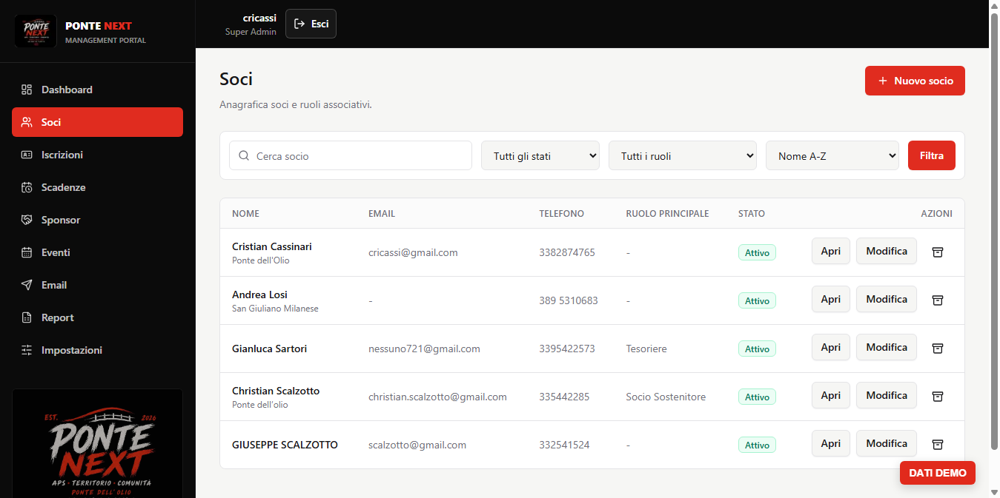 PONTE NEXT
PONTE NEXT
MANAGEMENT PORTAL
cricassi
Super Admin
Esci
Dashboard
Soci
Iscrizioni
Scadenze
Sponsor
Eventi
Email
Report
Impostazioni
EST. 2026
PONTE
NEXT
APS · TERRITORIO · COMUNITÀ
PONTE DELL'OLIO
Soci
Anagrafica soci e ruoli associativi.
Nuovo socio
Cerca socio
Tutti gli stati
Tutti i ruoli
Nome A-Z
Filtra
NOME EMAIL TELEFONO RUOLO PRINCIPALE STATO AZIONI
Cristian Cassinari cricassi@gmail.com 3382874765 - Attivo Apri Modifica
Ponte dell'Olio
Andrea Losi - 389 5310683 - Attivo Apri Modifica
San Giuliano Milanese
Gianluca Sartori nessuno721@gmail.com 3395422573 Tesoriere Attivo Apri Modifica
Christian Scalzotto christian.scalzotto@gmail.com 335442285 Socio Sostenitore Attivo Apri Modifica
Ponte dell'olio
GIUSEPPE SCALZOTTO scalzotto@gmail.com 332541524 - Attivo Apri Modifica
DATI DEMO